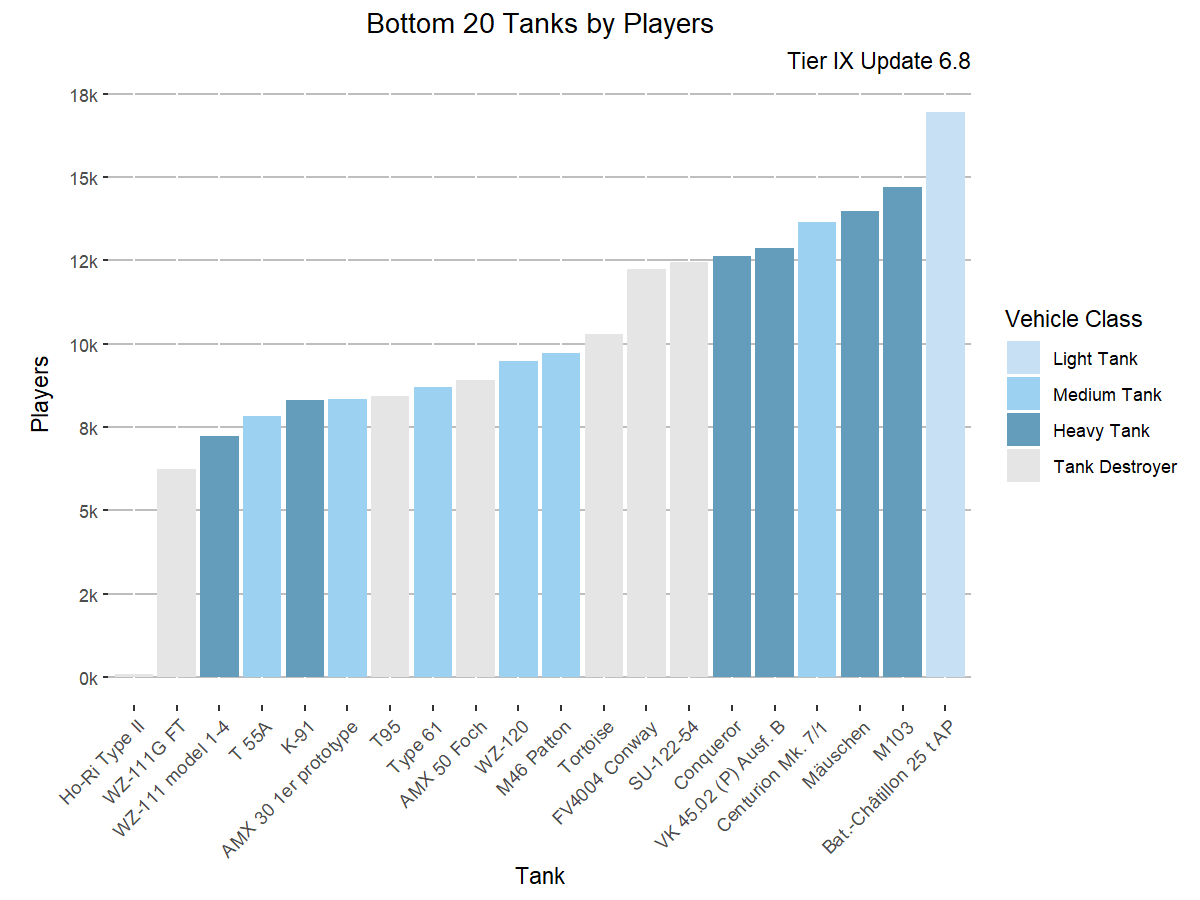 Bottom 20 Tanks by Players
Tier IX Update 6.8
18k
15k
12k
10k
8k
5k
2k
0k
Players
Ho-Ri Type II
WZ-111G FT
WZ-111 model 1-4
T 55A
K-91
AMX 30 1er prototype
T95
Type 61
AMX 50 Foch
WZ-120
M46 Patton
Tortoise
FV4004 Conway
SU-122-54
Conqueror
VK 45.02 (P) Ausf. B
Centurion Mk. 7/1
Mäuschen
M103
Bat.-Châtillon 25 t AP
Tank
Vehicle Class
Light Tank
Medium Tank
Heavy Tank
Tank Destroyer